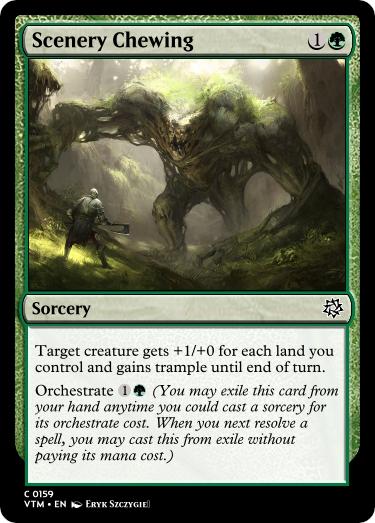 Scenery Chewing 1
Sorcery
Target creature gets +1/+0 for each land you
control and gains trample until end of turn.
Orchestrate 1 (You may exile this card from
your hand anytime you could cast a sorcery for
its orchestrate cost. When you next resolve a
spell, you may cast this from exile without
paying its mana cost.)
C 0159
VTM • EN Eryk Szczygie